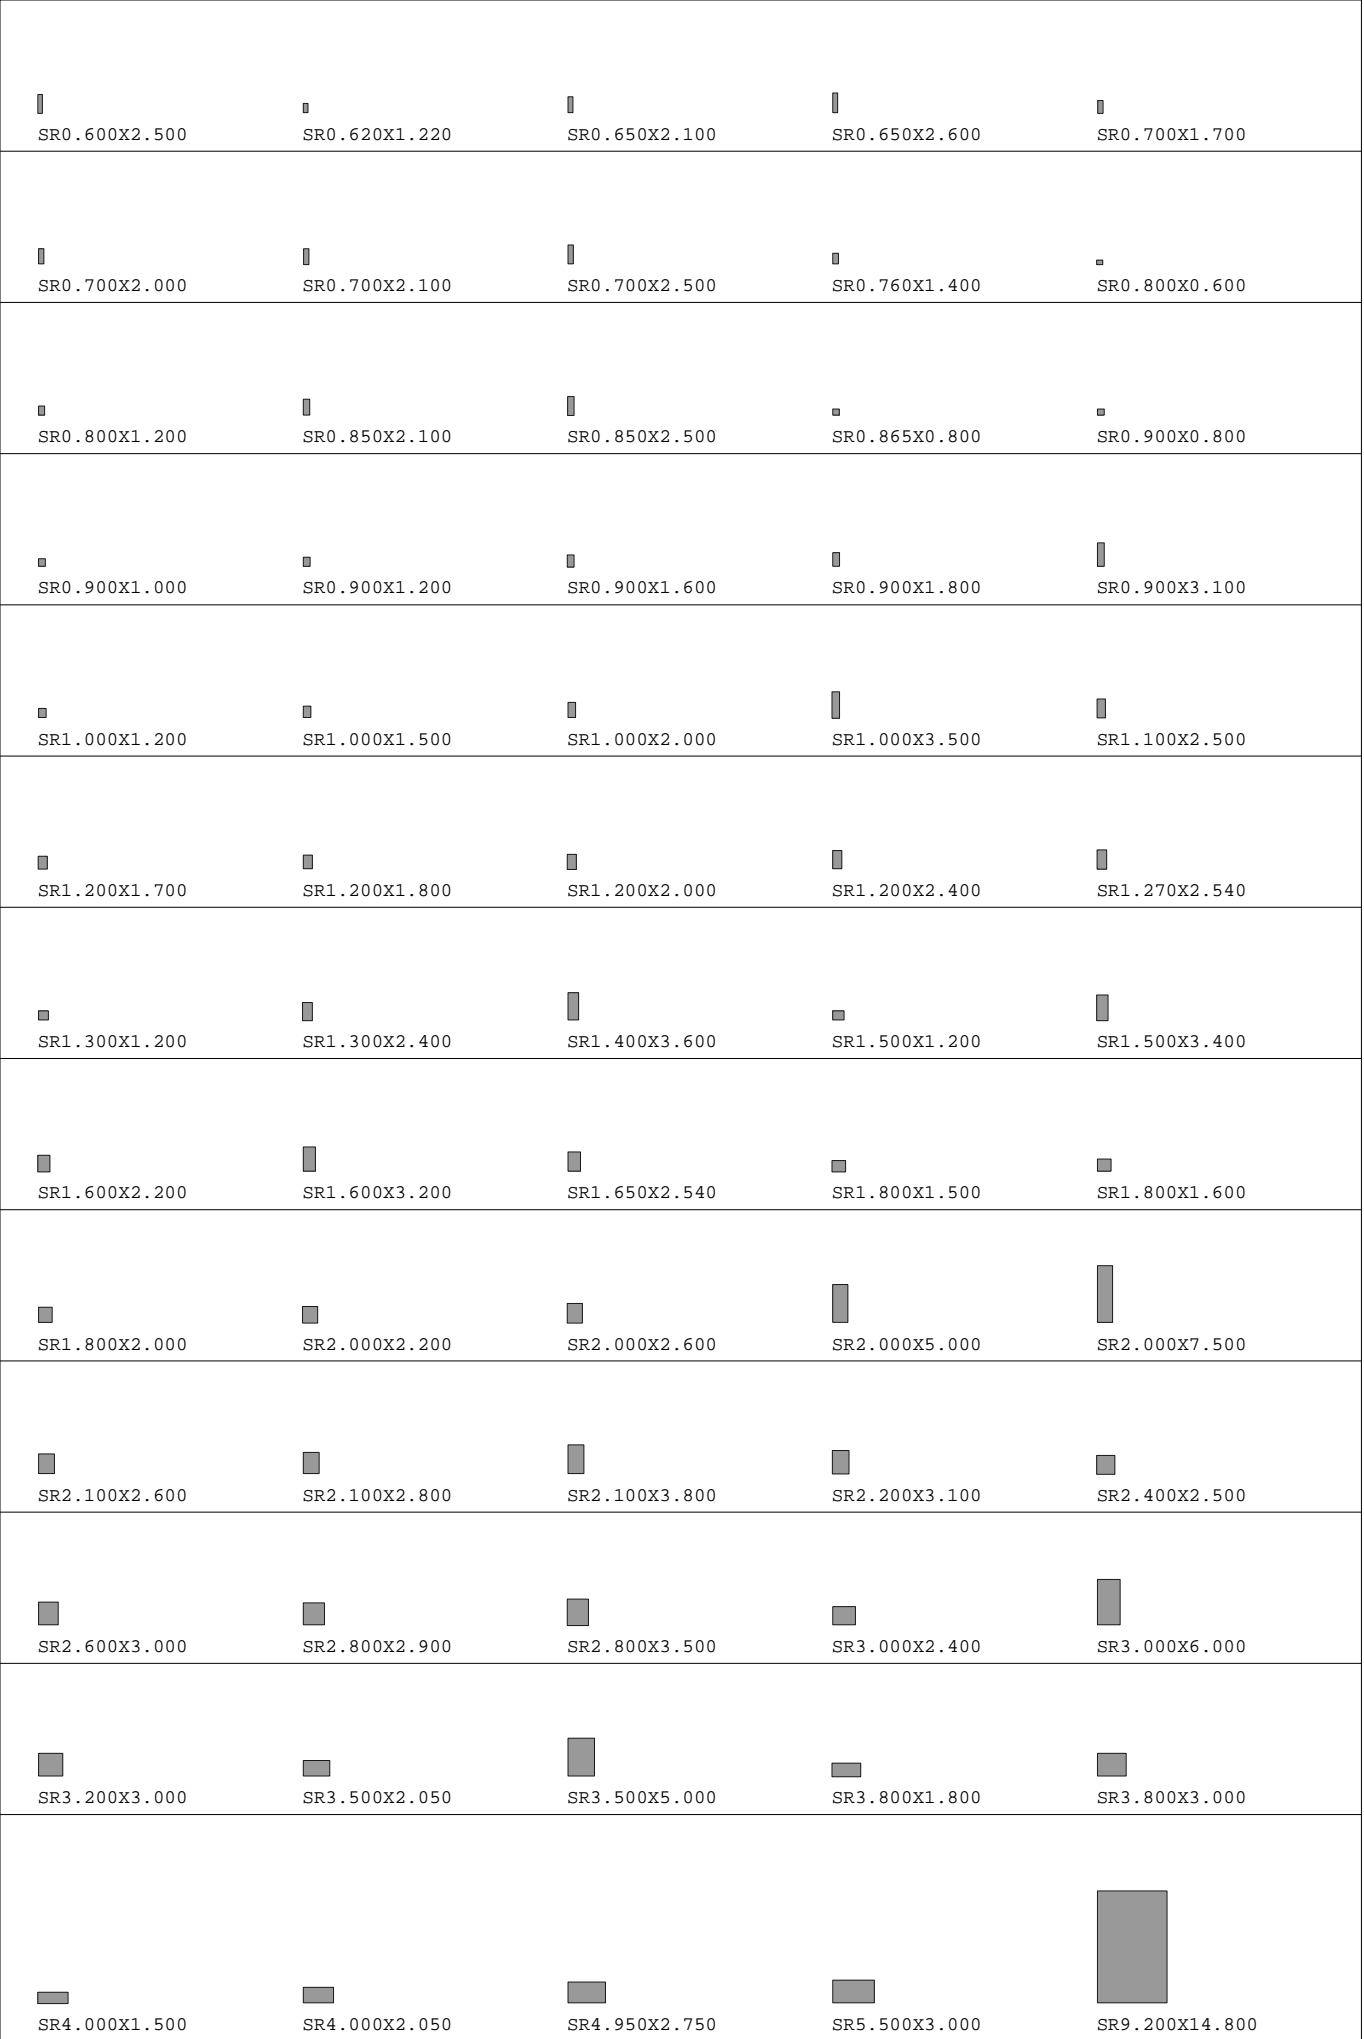 SR0.600X2.500 SR0.620X1.220 SR0.650X2.100 SR0.650X2.600 SR0.700X1.700
SR0.700X2.000 SR0.700X2.100 SR0.700X2.500 SR0.760X1.400 SR0.800X0.600
SR0.800X1.200 SR0.850X2.100 SR0.850X2.500 SR0.865X0.800 SR0.900X0.800
SR0.900X1.000 SR0.900X1.200 SR0.900X1.600 SR0.900X1.800 SR0.900X3.100
SR1.000X1.200 SR1.000X1.500 SR1.000X2.000 SR1.000X3.500 SR1.100X2.500
SR1.200X1.700 SR1.200X1.800 SR1.200X2.000 SR1.200X2.400 SR1.270X2.540
SR1.300X1.200 SR1.300X2.400 SR1.400X3.600 SR1.500X1.200 SR1.500X3.400
SR1.600X2.200 SR1.600X3.200 SR1.650X2.540 SR1.800X1.500 SR1.800X1.600
SR1.800X2.000 SR2.000X2.200 SR2.000X2.600 SR2.000X5.000 SR2.000X7.500
SR2.100X2.600 SR2.100X2.800 SR2.100X3.800 SR2.200X3.100 SR2.400X2.500
SR2.600X3.000 SR2.800X2.900 SR2.800X3.500 SR3.000X2.400 SR3.000X6.000
SR3.200X3.000 SR3.500X2.050 SR3.500X5.000 SR3.800X1.800 SR3.800X3.000
SR4.000X1.500 SR4.000X2.050 SR4.950X2.750 SR5.500X3.000 SR9.200X14.800